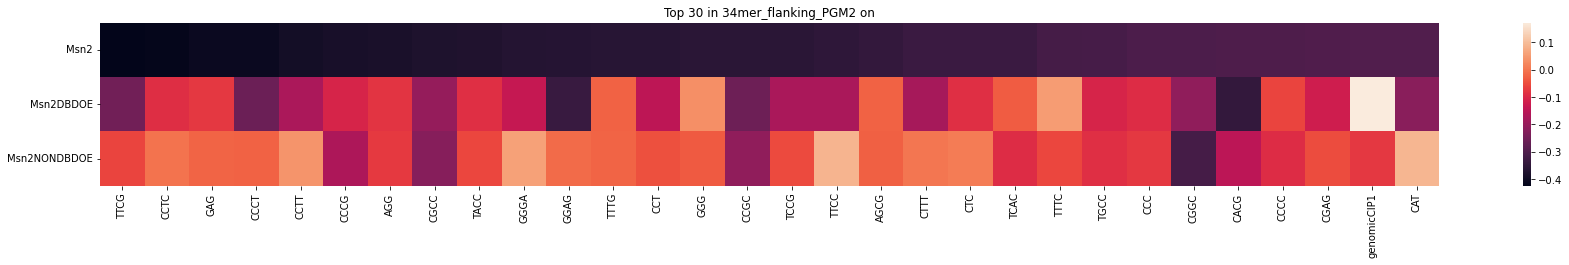 Top 30 in 34mer_flanking_PGM2 on
Msn2
Msn2DBDOE
Msn2NONDBDOE
TTCG CCTC GAG CCCT CCTT CCCG AGG CGCC TACC GGGA GGAG TTTG CCT GGG CCGC TCCG TTCC AGCG CTTT CTC TCAC TTTC TGCC CCC CGGC CACG CCCC CGAG genomicCIP1 CAT
0.1
0.0
−0.1
−0.2
−0.3
−0.4